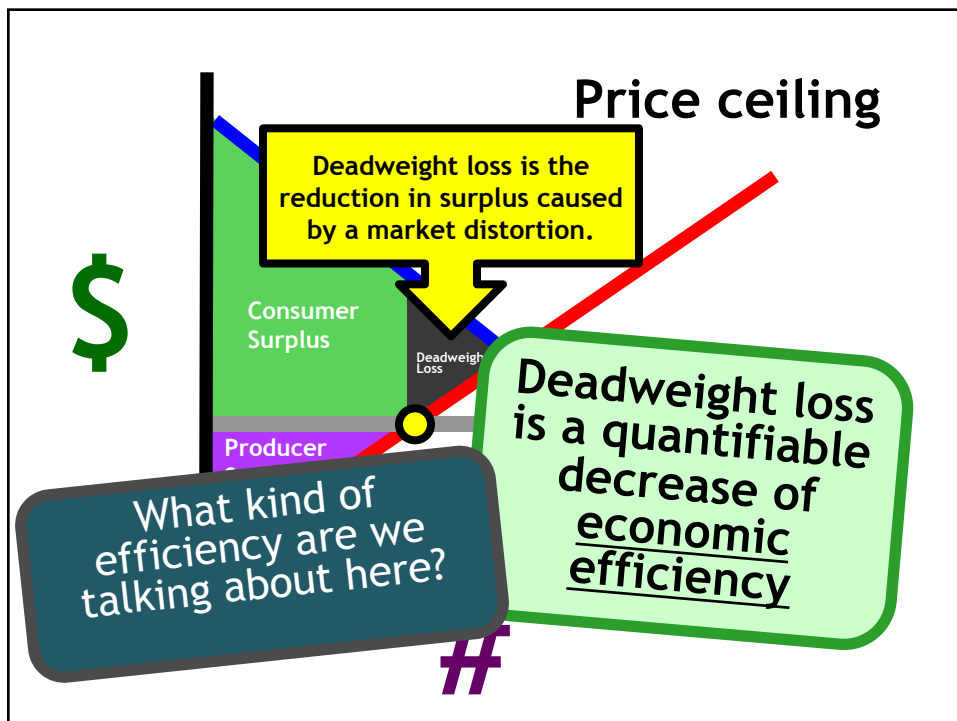 Price ceiling
Deadweight loss is the
reduction in surplus caused
by a market distortion.
$
Consumer
Surplus
Loss
Producer
Deadweight loss
is a quantifiable
decrease of
economic
efficiency
What kind of
efficiency are we
talking about here?
#